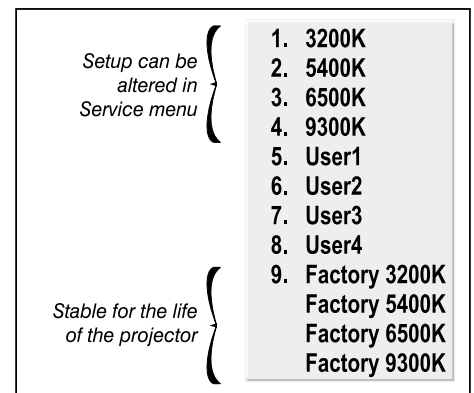 Setup can be
altered in
Service menu
1. 3200K
2. 5400K
3. 6500K
4. 9300K
5. User1
6. User2
7. User3
8. User4
9. Factory 3200K
Factory 5400K
Factory 6500K
Factory 9300K
Stable for the life
of the projector